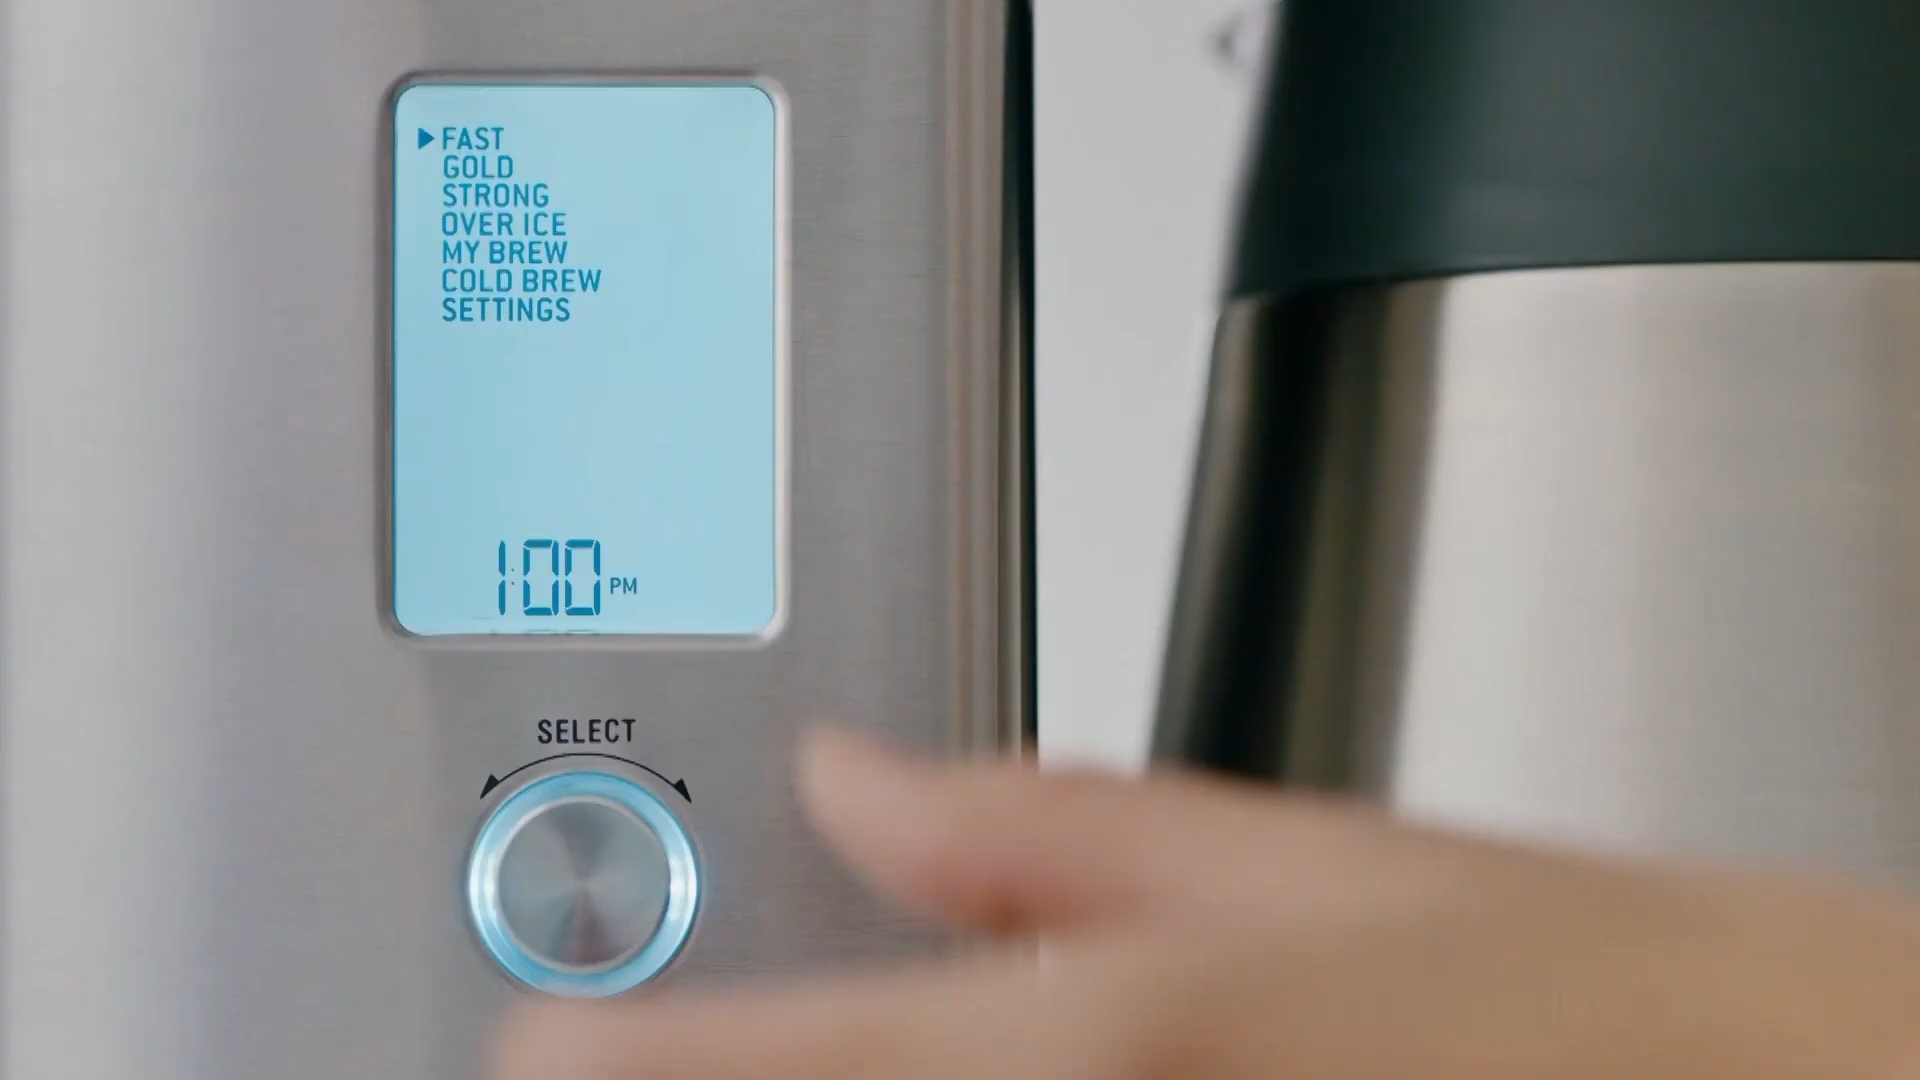 FAST
GOLD
STRONG
OVER ICE
MY BREW
COLD BREW
SETTINGS
1:00 PM
SELECT